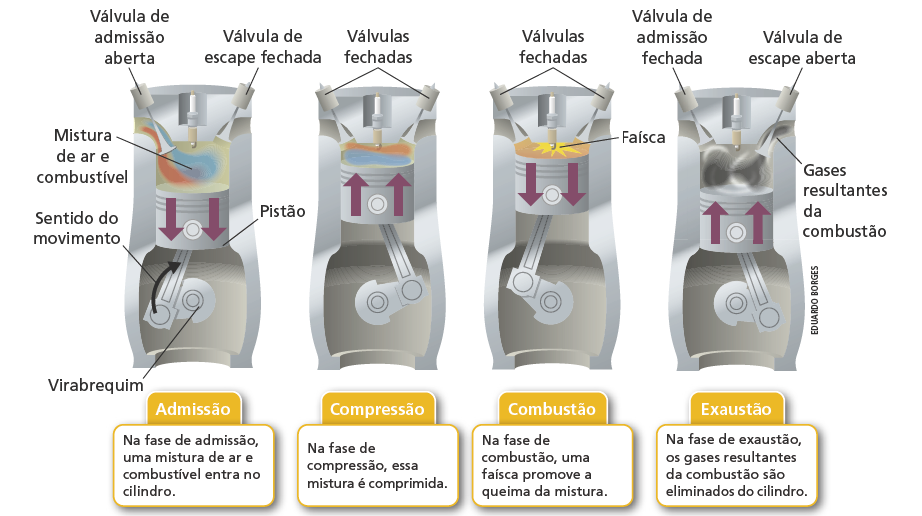 Válvula de
admissão
aberta
Válvula de
escape fechada
Válvulas
fechadas
Válvulas
fechadas
Válvula de
admissão
fechada
Válvula de
escape aberta
Mistura
de ar e
combustível
Sentido do
movimento
Pistão
Virabrequim
Faísca
Gases
resultantes
da
combustão
EDUARDO BORGES
Admissão
Na fase de admissão,
uma mistura de ar e
combustível entra no
cilindro.
Compressão
Na fase de
compressão, essa
mistura é comprimida.
Combustão
Na fase de
combustão, uma
faísca promove a
queima da mistura.
Exaustão
Na fase de exaustão,
os gases resultantes
da combustão são
eliminados do cilindro.